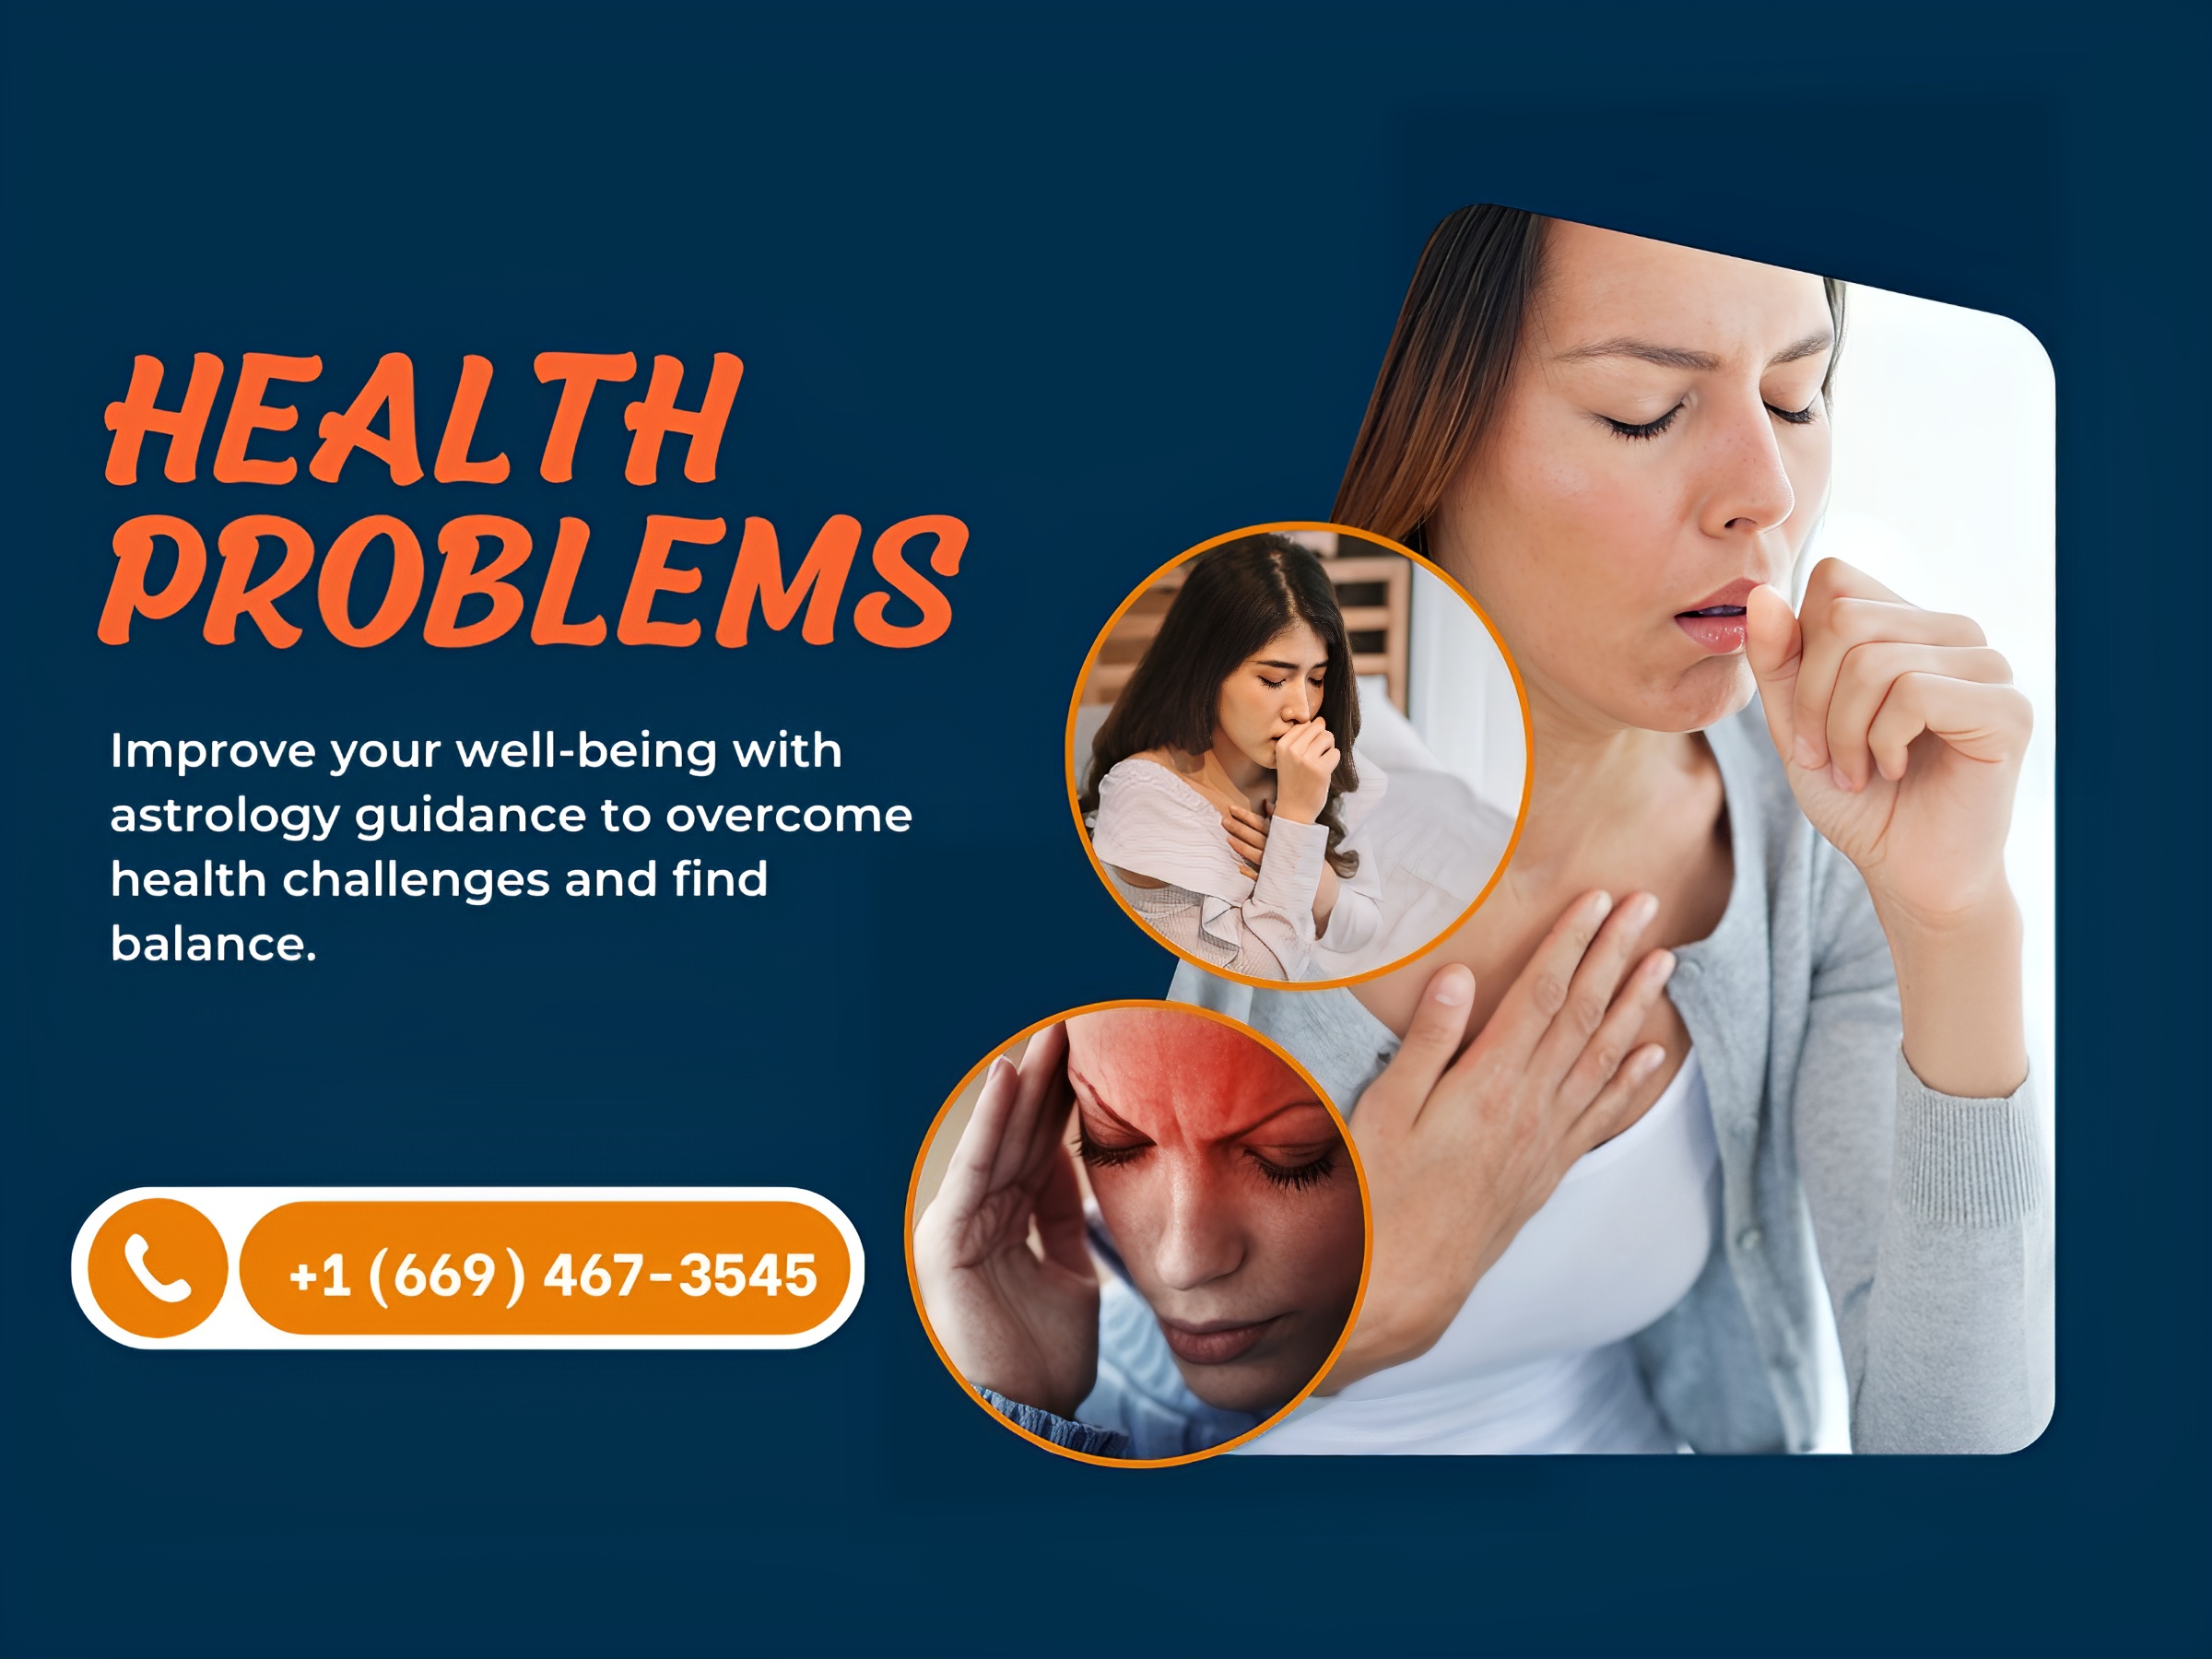 HEALTH
PROBLEMS
Improve your well-being with
astrology guidance to overcome
health challenges and find
balance.
+1 (669) 467-3545